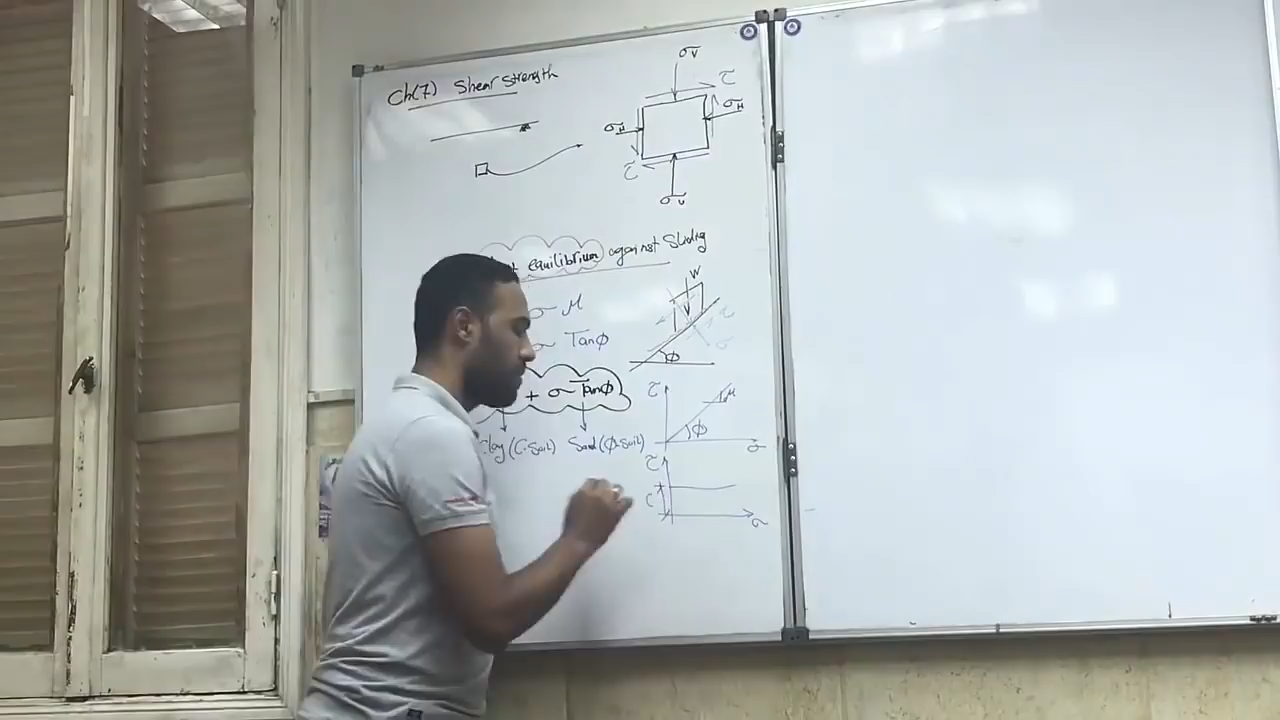 Ch(7) Shear Strength
σv
τ
σH
σH
τ
σv
equilibrium against Sliding
W
σ μ
σ Tanφ
φ
+ σ Tanφ
τ
μ
φ
σ
Clay (C-Soil) Sand (φ-Soil)
τ
C
σ